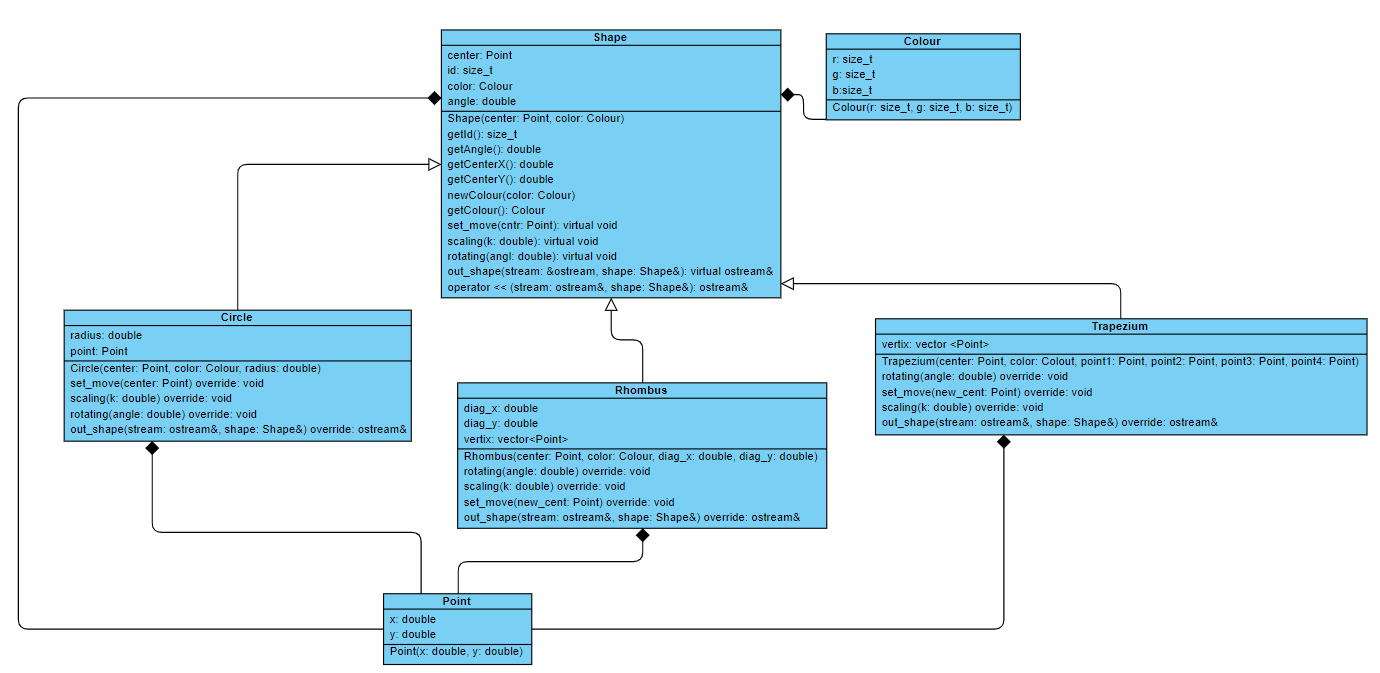 Shape
center: Point
id: size_t
color: Colour
angle: double
Shape(center: Point, color: Colour)
getId(): size_t
getAngle(): double
getCenterX(): double
getCenterY(): double
newColour(color: Colour)
getColour(): Colour
set_move(cntr: Point): virtual void
scaling(k: double): virtual void
rotating(angl: double): virtual void
out_shape(stream: &ostream, shape: Shape&): virtual ostream&
operator << (stream: ostream&, shape: Shape&): ostream&
Colour
r: size_t
g: size_t
b:size_t
Colour(r: size_t, g: size_t, b: size_t)
Circle
radius: double
point: Point
Circle(center: Point, color: Colour, radius: double)
set_move(center: Point) override: void
scaling(k: double) override: void
rotating(angle: double) override: void
out_shape(stream: ostream&, shape: Shape&) override: ostream&
Rhombus
diag_x: double
diag_y: double
vertix: vector<Point>
Rhombus(center: Point, color: Colour, diag_x: double, diag_y: double)
rotating(angle: double) override: void
scaling(k: double) override: void
set_move(new_cent: Point) override: void
out_shape(stream: ostream&, shape: Shape&) override: ostream&
Trapezium
vertix: vector <Point>
Trapezium(center: Point, color: Colout, point1: Point, point2: Point, point3: Point, point4: Point)
rotating(angle: double) override: void
set_move(new_cent: Point) override: void
scaling(k: double) override: void
out_shape(stream: ostream&, shape: Shape&) override: ostream&
Point
x: double
y: double
Point(x: double, y: double)